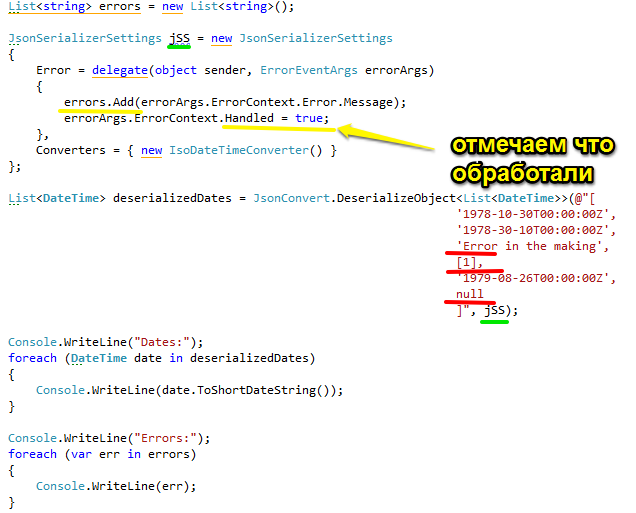 List<string> errors = new List<string>();
JsonSerializerSettings jSS = new JsonSerializerSettings
{
Error = delegate(object sender, ErrorEventArgs errorArgs)
{
errors.Add(errorArgs.ErrorContext.Error.Message);
errorArgs.ErrorContext.Handled = true;
},
Converters = { new IsoDateTimeConverter() }
};
отмечаем что
обработали
List<DateTime> deserializedDates = JsonConvert.DeserializeObject<List<DateTime>>(@"[
'1978-10-30T00:00:00Z',
'1978-30-10T00:00:00Z',
'Error in the making',
[1],
'1979-08-26T00:00:00Z',
null
]", jSS);
Console.WriteLine("Dates:");
foreach (DateTime date in deserializedDates)
{
Console.WriteLine(date.ToShortDateString());
}
Console.WriteLine("Errors:");
foreach (var err in errors)
{
Console.WriteLine(err);
}